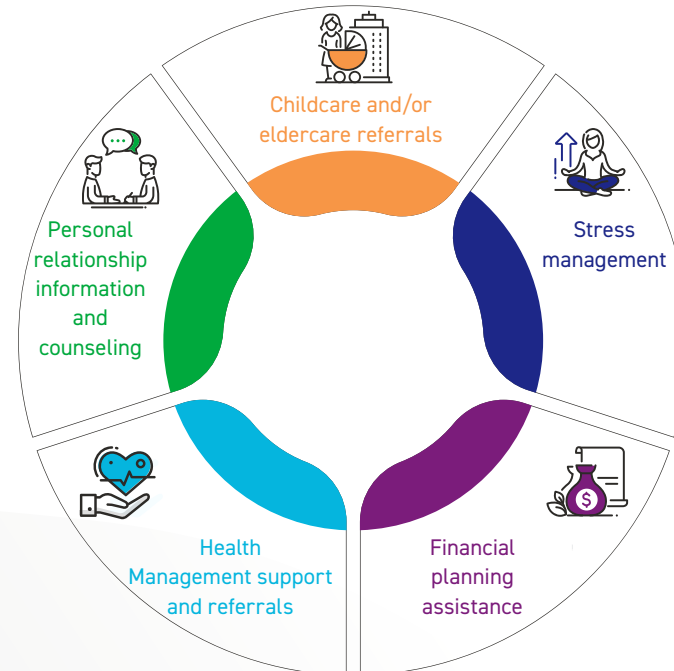 Childcare and/or
eldercare referrals
Stress
management
Financial
planning
assistance
$
Health
Management support
and referrals
Personal
relationship
information
and
counseling